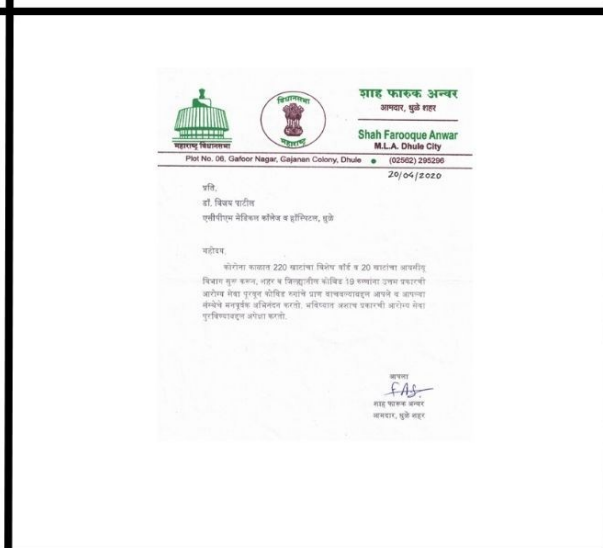 शाह फारुक अन्वर
आमदार, धुळे शहर
विधानसभा
महाराष्ट्र
महाराष्ट्र विधानसभा
Shah Farooque Anwar
M.L.A. Dhule City
Plot No. 06, Gafoor Nagar, Gajanan Colony, Dhule • (02562) 295296
20/04/2020
प्रति,
डॉ. विजय पाटील
एसीपीएम मेडिकल कॉलेज व हॉस्पिटल, धुळे
महोदय,
कोरोना काळात 220 खाटांचा विशेष वॉर्ड व 20 खाटांचा आयसीयू
विभाग सुरु करुन, शहर व जिल्ह्यातील कोविड 19 रुग्णांना उत्तम प्रकारची
आरोग्य सेवा पुरवुन कोविड रुग्णांचे प्राण वाचवल्याबद्दल आपले व आपल्या
संस्थेचे मनपूर्वक अभिनंदन करतो. भविष्यात अशाच प्रकारची आरोग्य सेवा
पुरविण्याबद्दल अपेक्षा करतो.
आपला
शाह फारुक अन्वर
आमदार, धुळे शहर